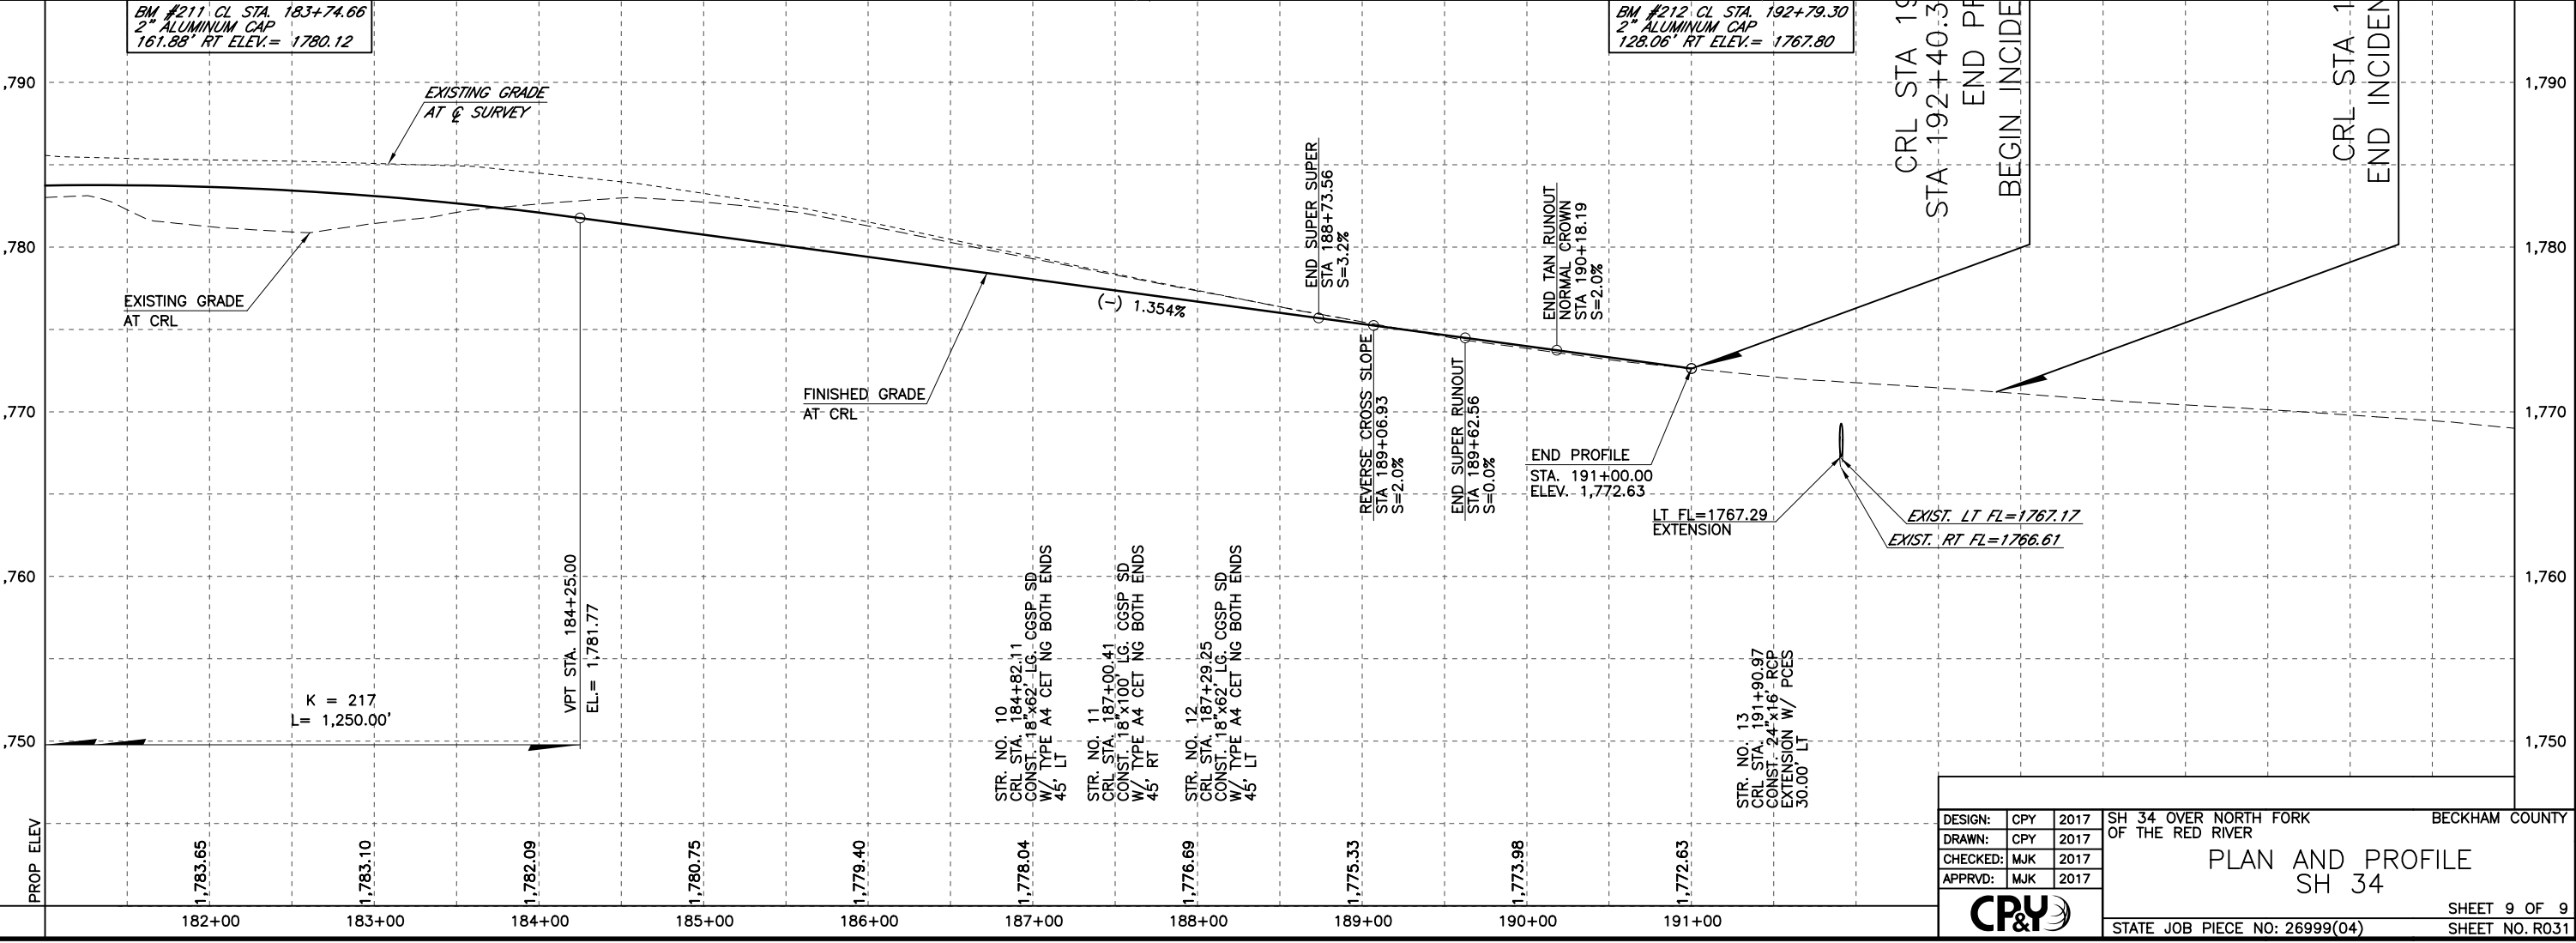 BM #211 CL STA. 183+74.66
2" ALUMINUM CAP
161.88' RT ELEV.= 1780.12
BM #212 CL STA. 192+79.30
2" ALUMINUM CAP
128.06' RT ELEV.= 1767.80
CRL STA 19
STA 192+40.3
END PR
BEGIN INCIDE
CRL STA 1
END INCIDEN
,790
1,790
EXISTING GRADE
AT ℄ SURVEY
,780
1,780
EXISTING GRADE
AT CRL
END SUPER SUPER
STA 188+73.56
S=3.2%
END TAN RUNOUT
NORMAL CROWN
STA 190+18.19
S=2.0%
(-) 1.354%
FINISHED GRADE
AT CRL
REVERSE CROSS SLOPE
STA 189+06.93
S=2.0%
END SUPER RUNOUT
STA 189+62.56
S=0.0%
,770
1,770
END PROFILE
STA. 191+00.00
ELEV. 1,772.63
LT FL=1767.29
EXTENSION
EXIST. LT FL=1767.17
EXIST. RT FL=1766.61
,760
1,760
VPT STA. 184+25.00
EL.= 1,781.77
K = 217
L= 1,250.00'
STR. NO. 10
CRL STA. 184+82.11
CONST. 18"x62' LG. CGSP SD
W/ TYPE A4 CET NG BOTH ENDS
45' LT
STR. NO. 11
CRL STA. 187+00.41
CONST. 18"x100' LG. CGSP SD
W/ TYPE A4 CET NG BOTH ENDS
45' RT
STR. NO. 12
CRL STA. 187+29.25
CONST. 18"x62' LG. CGSP SD
W/ TYPE A4 CET NG BOTH ENDS
45' LT
STR. NO. 13
CRL STA. 191+90.97
CONST. 24"x16' RCP
EXTENSION W/ PCES
30.00' LT
,750
1,750
PROP ELEV
1,783.65
1,783.10
1,782.09
1,780.75
1,779.40
1,778.04
1,776.69
1,775.33
1,773.98
1,772.63
182+00 183+00 184+00 185+00 186+00 187+00 188+00 189+00 190+00 191+00
DESIGN: CPY 2017
DRAWN: CPY 2017
CHECKED: MJK 2017
APPRVD: MJK 2017
CP&Y
SH 34 OVER NORTH FORK
OF THE RED RIVER
BECKHAM COUNTY
PLAN AND PROFILE
SH 34
SHEET 9 OF 9
STATE JOB PIECE NO: 26999(04)
SHEET NO. R031